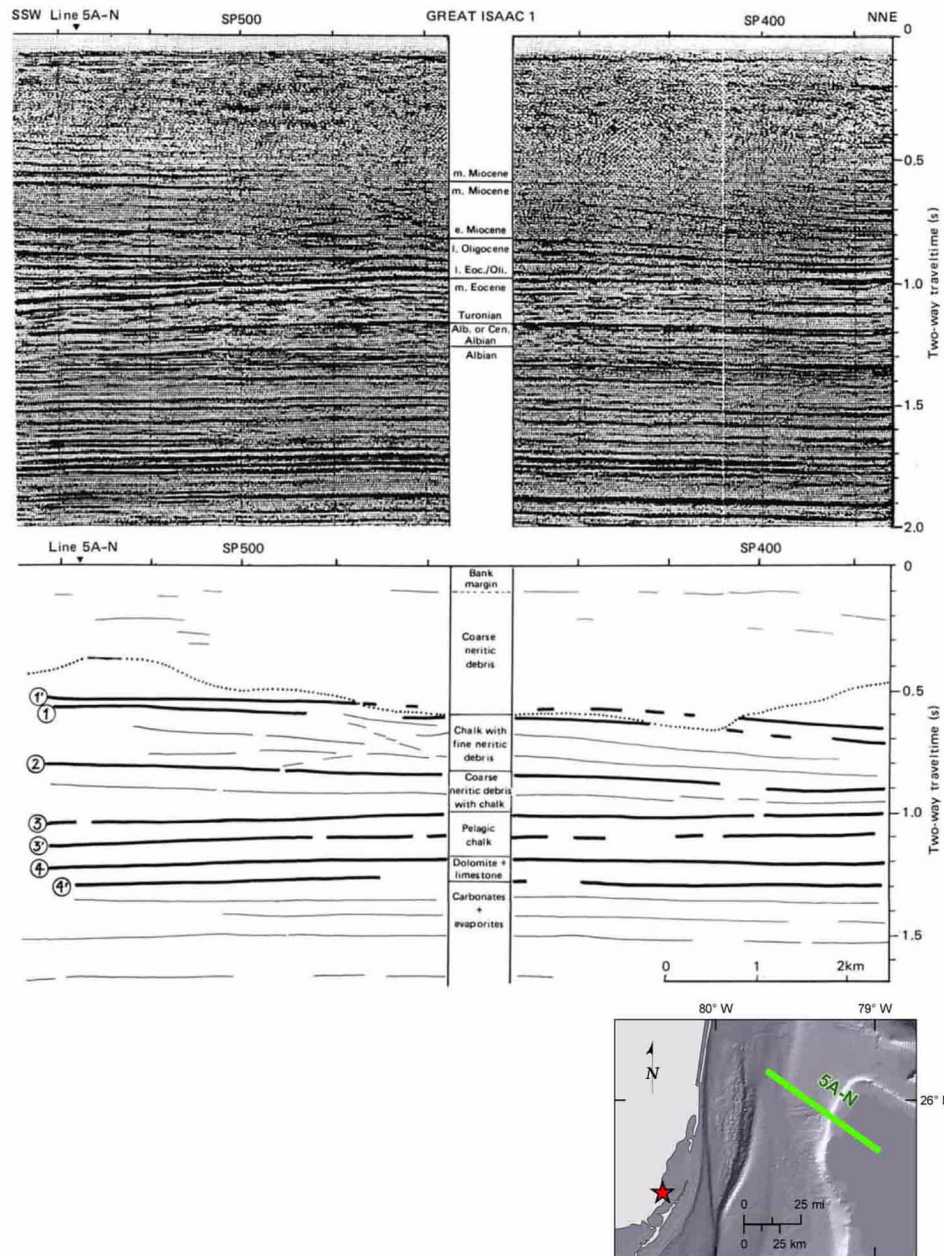 SSW Line 5A-N SP500 GREAT ISAAC 1 SP400 NNE
0
0.5
1.0
1.5
2.0
Two-way traveltime (s)
m. Miocene
m. Miocene
e. Miocene
l. Oligocene
l. Eoc./Oli.
m. Eocene
Turonian
Alb. or Cen.
Albian
Albian
Line 5A-N SP500 SP400
0
0.5
1.0
1.5
Two-way traveltime (s)
Bank
margin
Coarse
neritic
debris
Chalk with
fine neritic
debris
Coarse
neritic debris
with chalk
Pelagic
chalk
Dolomite +
limestone
Carbonates
+
evaporites
1'
1
2
3
3'
4
4'
0 1 2km
80° W 79° W
N
5A-N
26°
0 25 mi
0 25 km